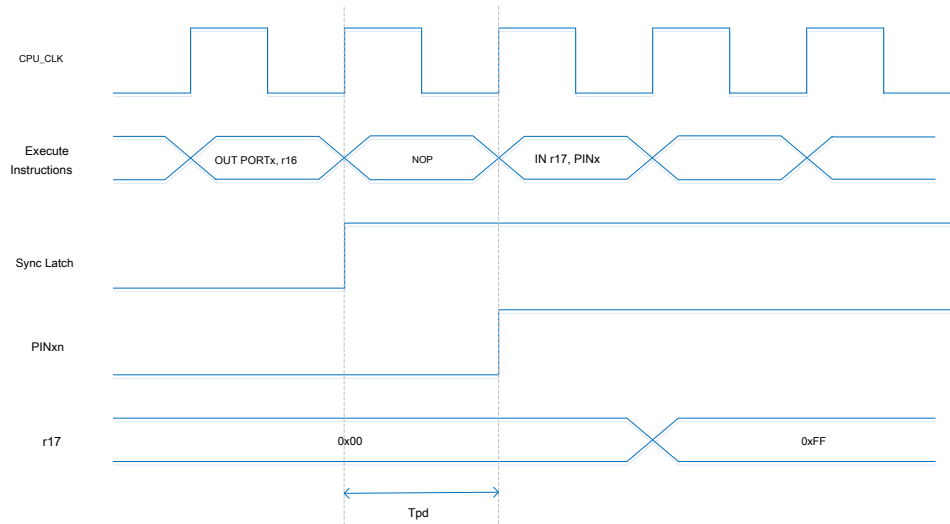 CPU_CLK
Execute
Instructions
OUT PORTx, r16
NOP
IN r17, PINx
Sync Latch
PINxn
r17
0x00
0xFF
Tpd